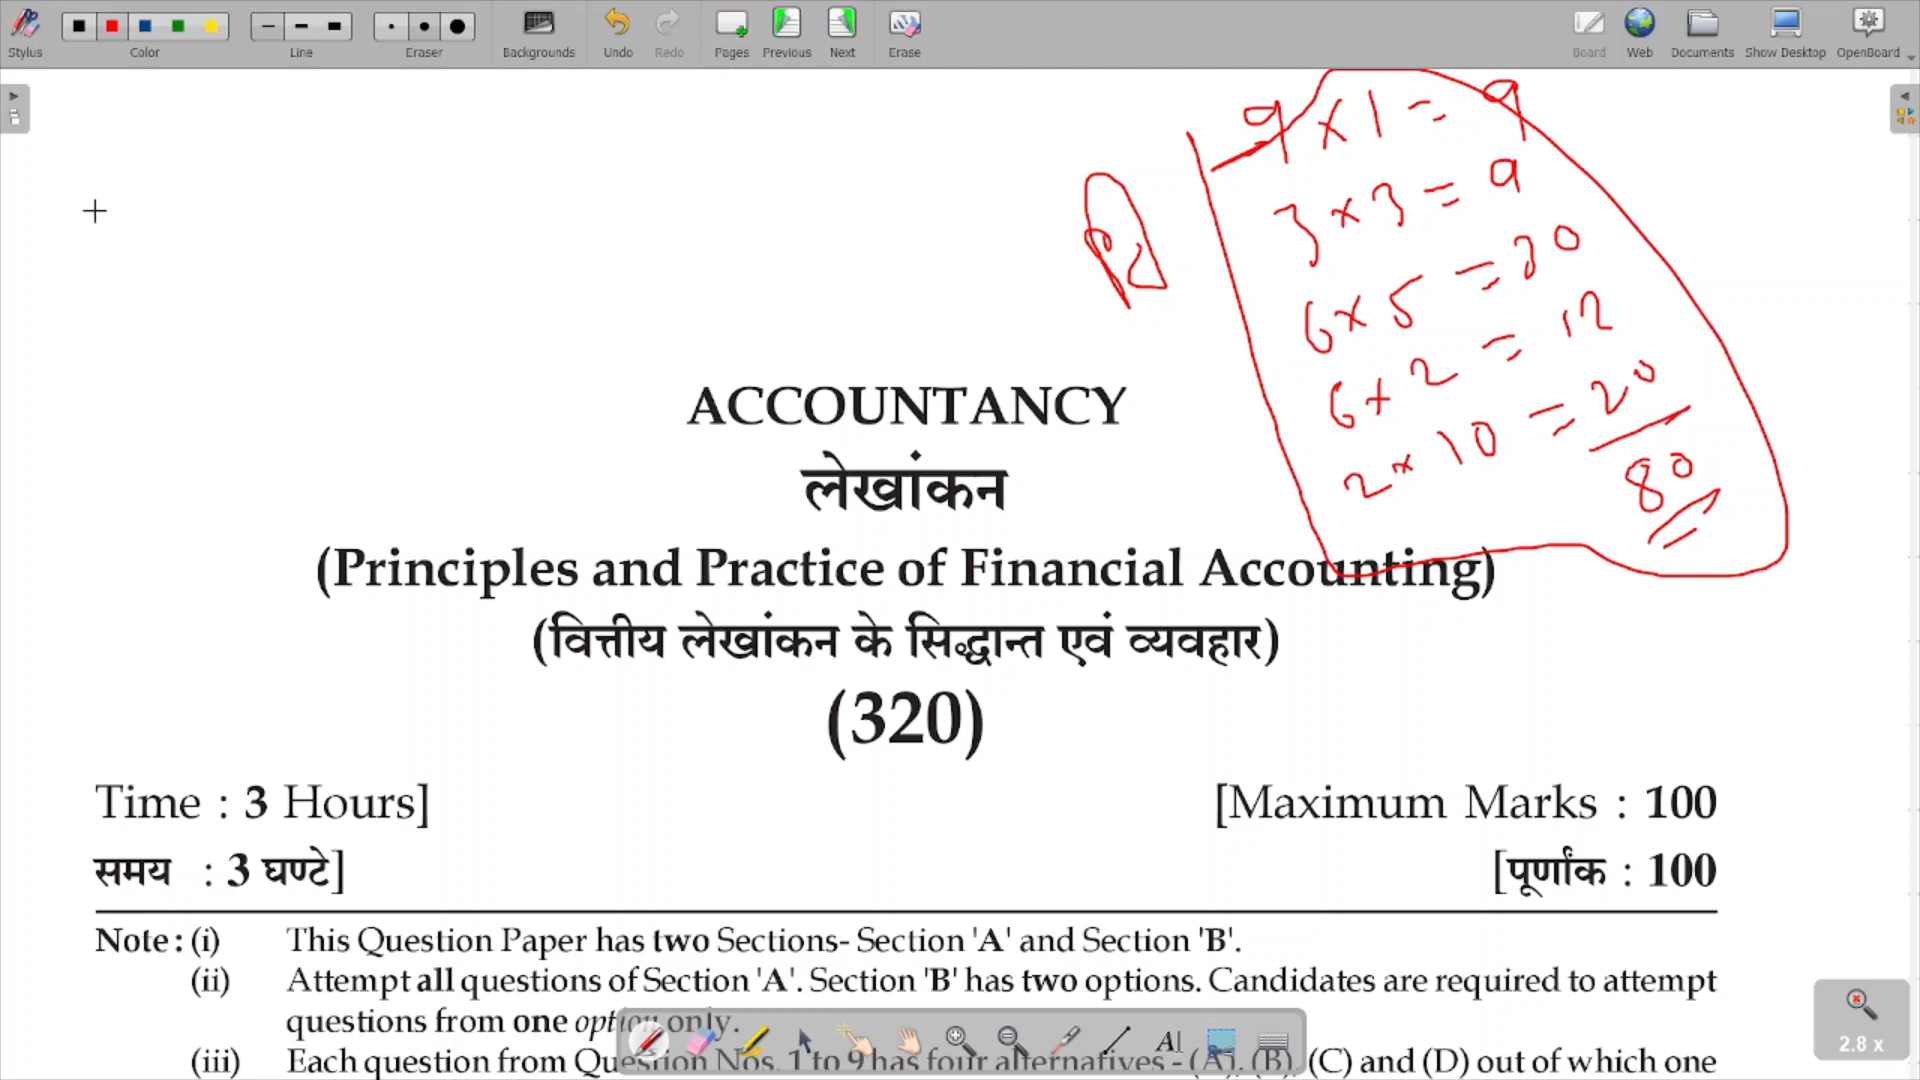 Stylus Color Line Eraser Backgrounds Undo Redo Pages Previous Next Erase Board Web Documents Show Desktop OpenBoard
9 x 1 = 9
3 x 3 = 9
6 x 5 = 30
6 x 2 = 12
2 x 10 = 20
80
ACCOUNTANCY
लेखांकन
(Principles and Practice of Financial Accounting)
(वित्तीय लेखांकन के सिद्धान्त एवं व्यवहार)
(320)
Time : 3 Hours] [Maximum Marks : 100
समय : 3 घण्टे] [पूर्णांक : 100
Note : (i) This Question Paper has two Sections- Section 'A' and Section 'B'.
(ii) Attempt all questions of Section 'A'. Section 'B' has two options. Candidates are required to attempt
questions from one option only.
(iii) Each question from Question Nos. 1 to 9 has four alternatives - (A), (B), (C) and (D) out of which one
2.8 x